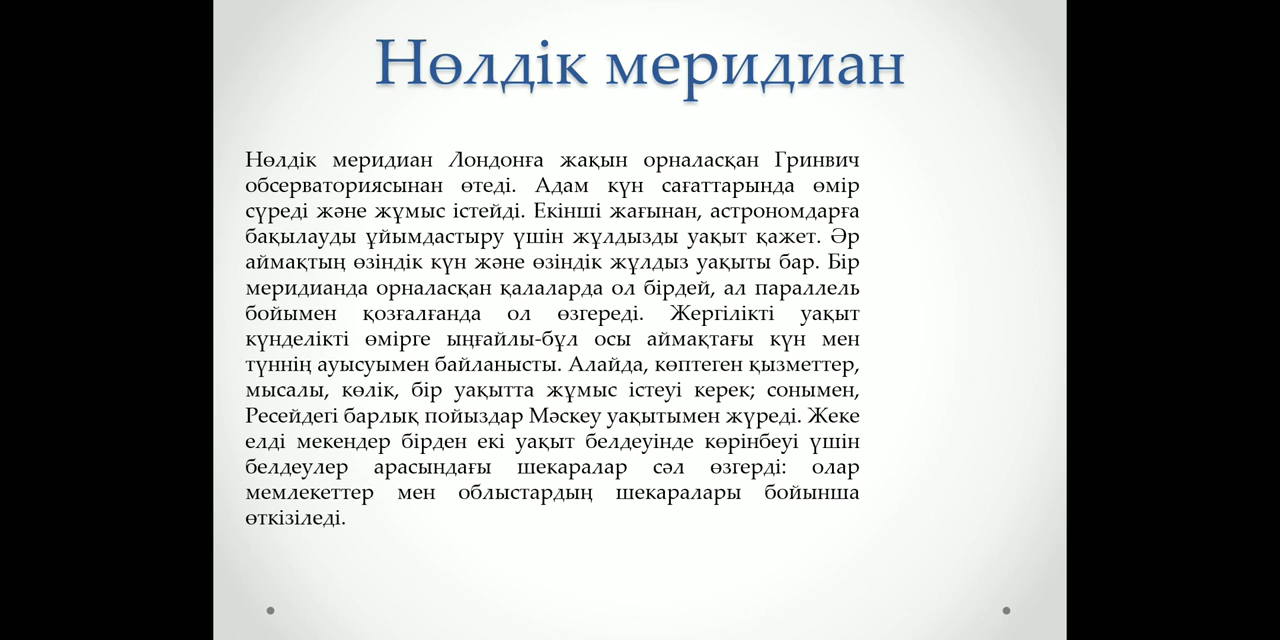 Нөлдік меридиан
Нөлдік меридиан Лондонға жақын орналасқан Гринвич
обсерваториясынан өтеді. Адам күн сағаттарында өмір
сүреді және жұмыс істейді. Екінші жағынан, астрономдарға
бақылауды ұйымдастыру үшін жұлдызды уақыт қажет. Әр
аймақтың өзіндік күн және өзіндік жұлдыз уақыты бар. Бір
меридианда орналасқан қалаларда ол бірдей, ал параллель
бойымен қозғалғанда ол өзгереді. Жергілікті уақыт
күнделікті өмірге ыңғайлы-бұл осы аймақтағы күн мен
түннің ауысуымен байланысты. Алайда, көптеген қызметтер,
мысалы, көлік, бір уақытта жұмыс істеуі керек; сонымен,
Ресейдегі барлық пойыздар Мәскеу уақытымен жүреді. Жеке
елді мекендер бірден екі уақыт белдеуінде көрінбеуі үшін
белдеулер арасындағы шекаралар сәл өзгерді: олар
мемлекеттер мен облыстардың шекаралары бойынша
өткізіледі.